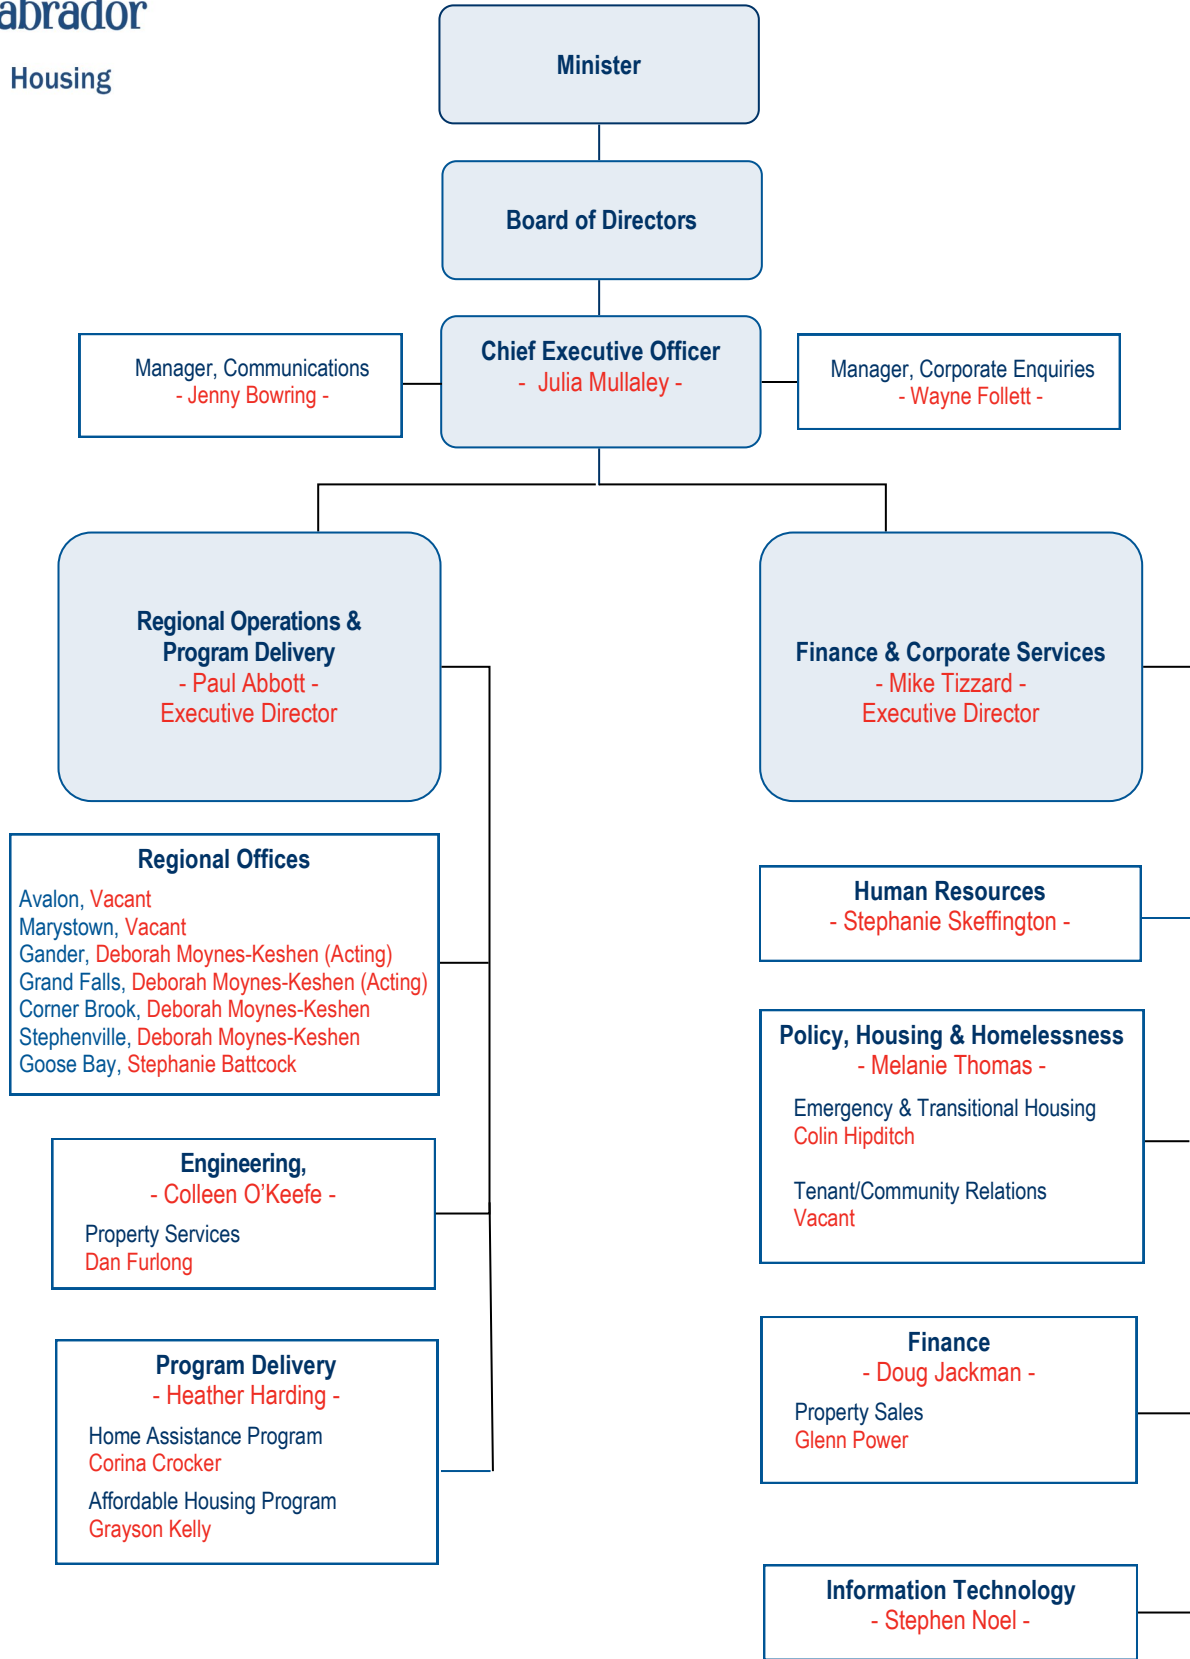 abrador
Housing
Minister
Board of Directors
Chief Executive Officer
- Julia Mullaley -
Manager, Communications
- Jenny Bowring -
Manager, Corporate Enquiries
- Wayne Follett -
Regional Operations &
Program Delivery
- Paul Abbott -
Executive Director
Finance & Corporate Services
- Mike Tizzard -
Executive Director
Regional Offices
Avalon, Vacant
Marystown, Vacant
Gander, Deborah Moynes-Keshen (Acting)
Grand Falls, Deborah Moynes-Keshen (Acting)
Corner Brook, Deborah Moynes-Keshen
Stephenville, Deborah Moynes-Keshen
Goose Bay, Stephanie Battcock
Engineering,
- Colleen O'Keefe -
Property Services
Dan Furlong
Program Delivery
- Heather Harding -
Home Assistance Program
Corina Crocker
Affordable Housing Program
Grayson Kelly
Human Resources
- Stephanie Skeffington -
Policy, Housing & Homelessness
- Melanie Thomas -
Emergency & Transitional Housing
Colin Hipditch
Tenant/Community Relations
Vacant
Finance
- Doug Jackman -
Property Sales
Glenn Power
Information Technology
- Stephen Noel -